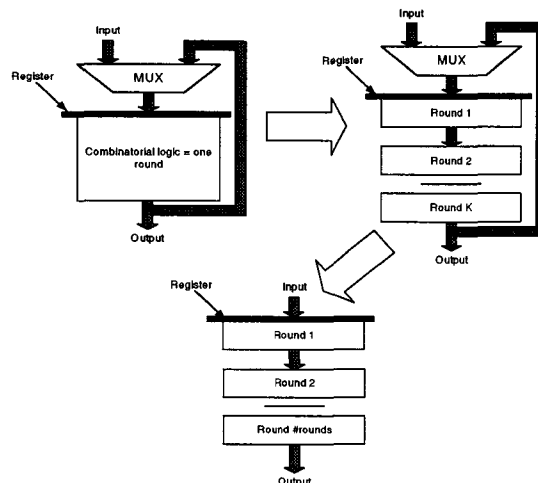 Input
MUX
Register
Combinatorial logic = one
round
Output
Input
MUX
Register
Round 1
Round 2
Round K
Output
Input
Register
Round 1
Round 2
Round #rounds
Output